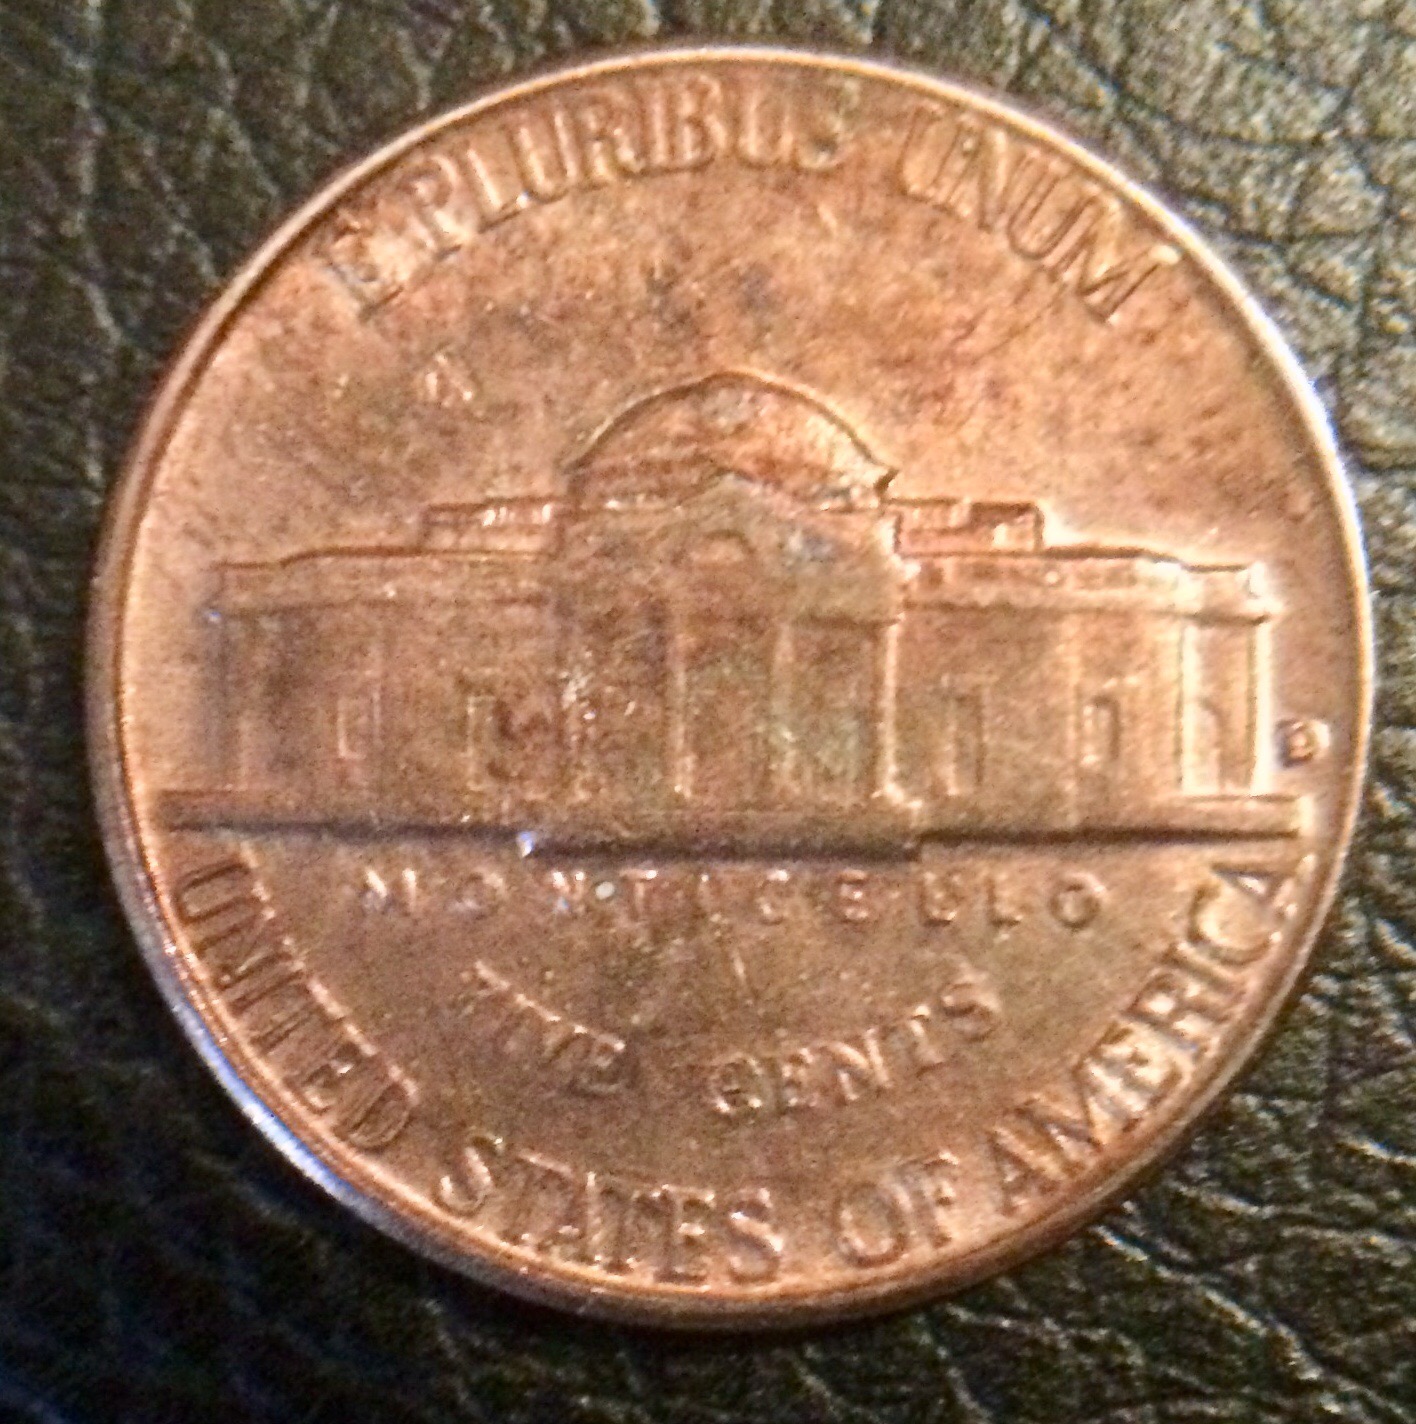 E PLURIBUS UNUM
D
MONTICELLO
FIVE CENTS
UNITED STATES OF AMERICA